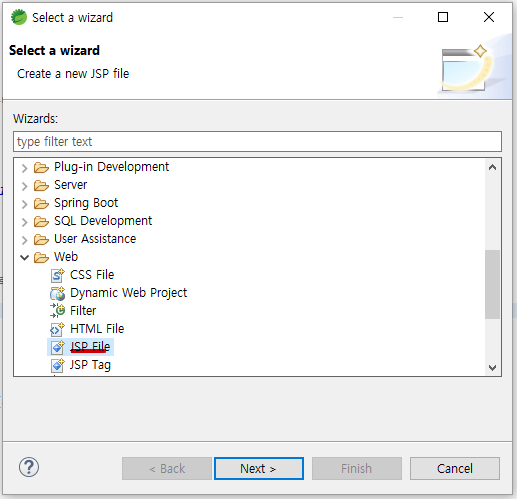 Select a wizard
Select a wizard
Create a new JSP file
Wizards:
type filter text
Plug-in Development
Server
Spring Boot
SQL Development
User Assistance
Web
CSS File
Dynamic Web Project
Filter
HTML File
JSP File
JSP Tag
?
< Back
Next >
Finish
Cancel